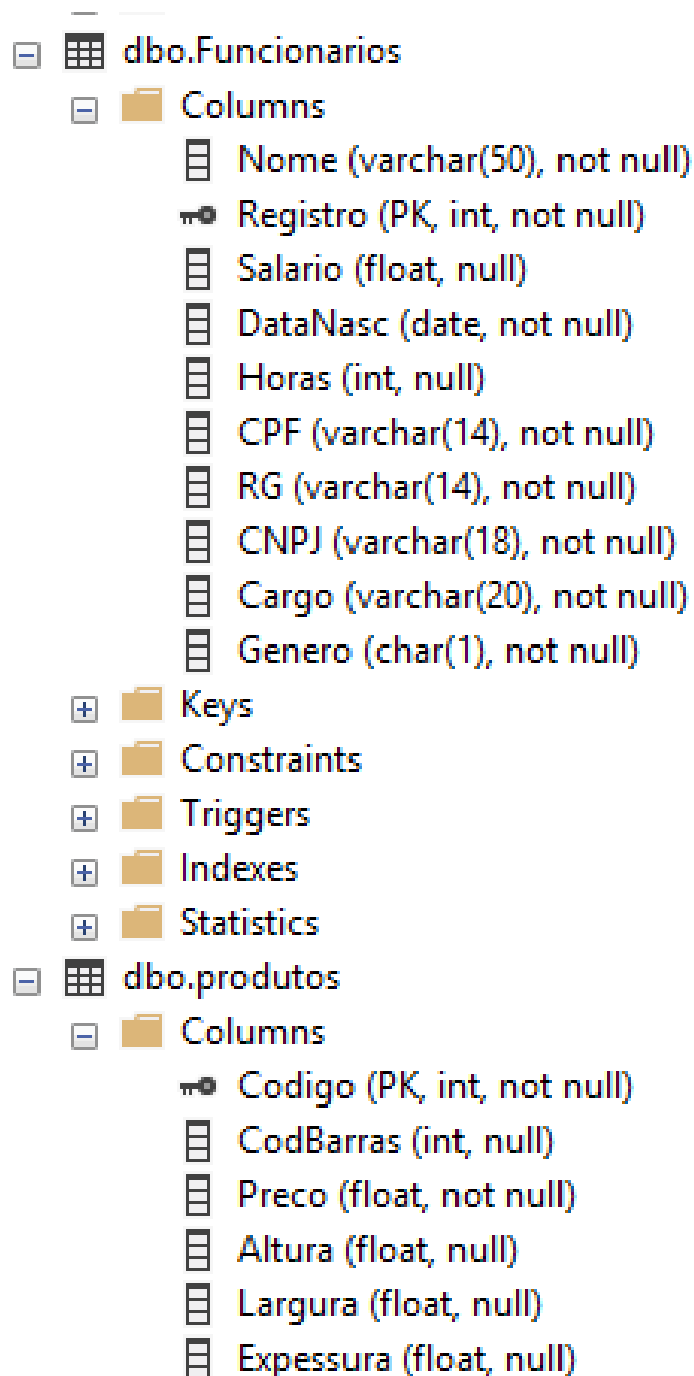 dbo.Funcionarios
Columns
Nome (varchar(50), not null)
Registro (PK, int, not null)
Salario (float, null)
DataNasc (date, not null)
Horas (int, null)
CPF (varchar(14), not null)
RG (varchar(14), not null)
CNPJ (varchar(18), not null)
Cargo (varchar(20), not null)
Genero (char(1), not null)
Keys
Constraints
Triggers
Indexes
Statistics
dbo.produtos
Columns
Codigo (PK, int, not null)
CodBarras (int, null)
Preco (float, not null)
Altura (float, null)
Largura (float, null)
Expessura (float, null)